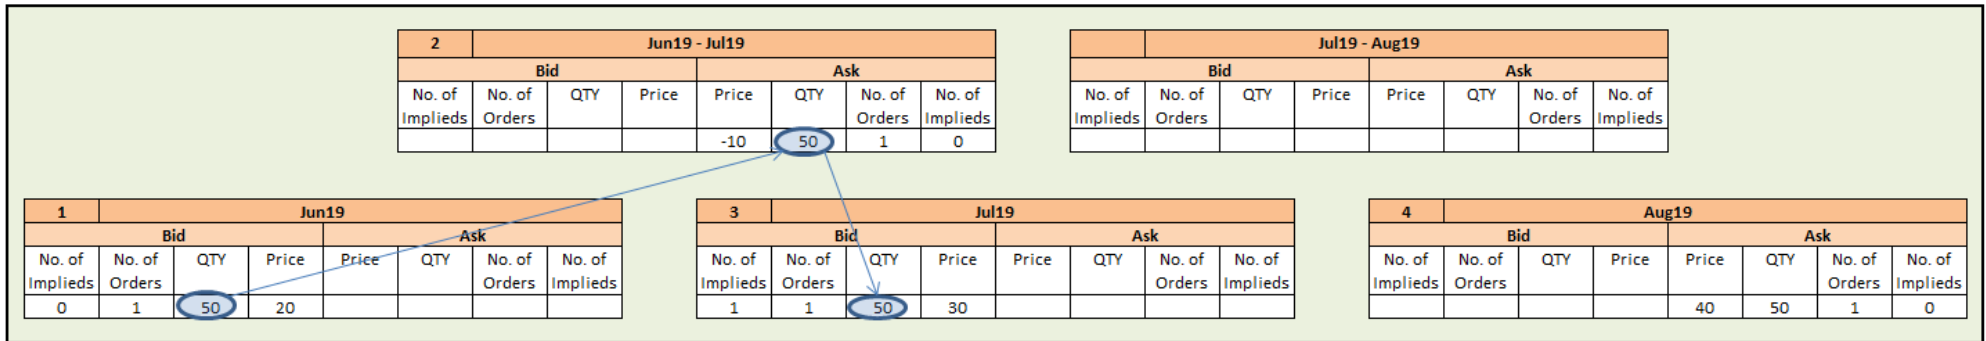 2 Jun19 - Jul19
Bid Ask
No. of Implieds No. of Orders QTY Price Price QTY No. of Orders No. of Implieds
-10 50 1 0
Jul19 - Aug19
Bid Ask
No. of Implieds No. of Orders QTY Price Price QTY No. of Orders No. of Implieds
1 Jun19
Bid Ask
No. of Implieds No. of Orders QTY Price Price QTY No. of Orders No. of Implieds
0 1 50 20
3 Jul19
Bid Ask
No. of Implieds No. of Orders QTY Price Price QTY No. of Orders No. of Implieds
1 1 50 30
4 Aug19
Bid Ask
No. of Implieds No. of Orders QTY Price Price QTY No. of Orders No. of Implieds
40 50 1 0